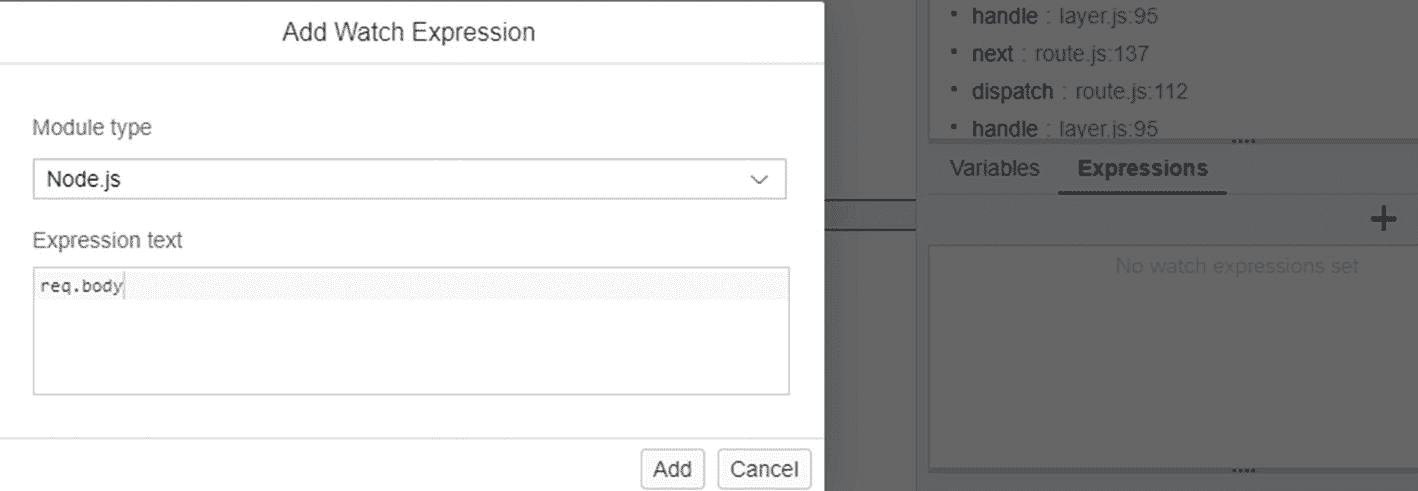 Add Watch Expression
Module type
Node.js
Expression text
req.body
Add Cancel
handle : layer.js:95
next : route.js:137
dispatch : route.js:112
handle : layer.js:95
Variables Expressions
No watch expressions set